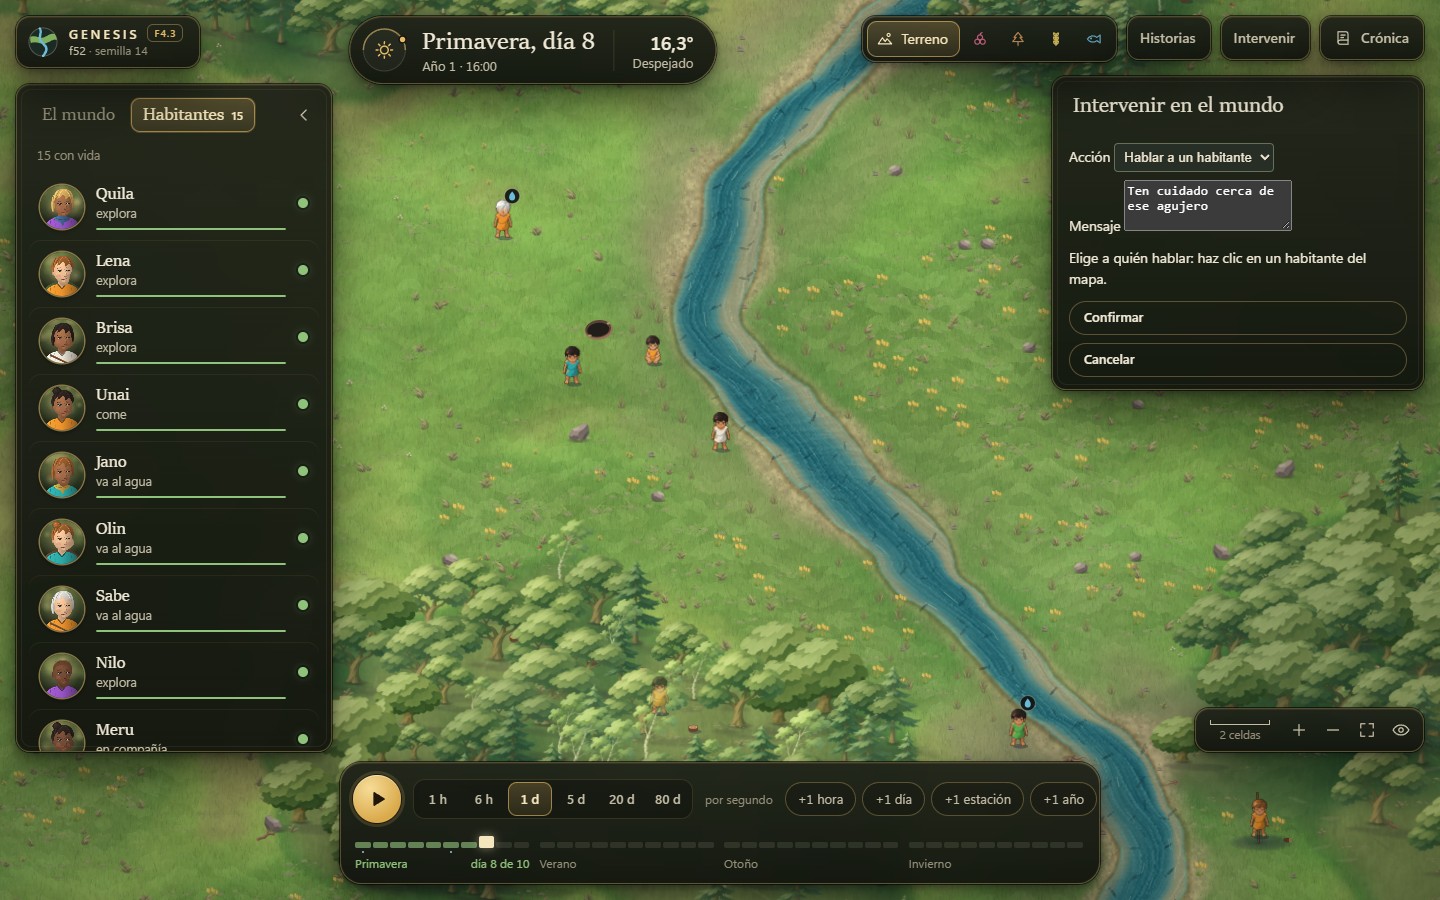 GENESIS F4.3
f52 · semilla 14
Primavera, día 8
Año 1 · 16:00
16,3°
Despejado
Terreno
Historias
Intervenir
Crónica
El mundo
Habitantes 15
15 con vida
Quila
explora
Lena
explora
Brisa
explora
Unai
come
Jano
va al agua
Olin
va al agua
Sabe
va al agua
Nilo
explora
Meru
en compañía
Intervenir en el mundo
Acción Hablar a un habitante
Mensaje Ten cuidado cerca de
ese agujero
Elige a quién hablar: haz clic en un habitante del
mapa.
Confirmar
Cancelar
2 celdas
1 h 6 h 1 d 5 d 20 d 80 d por segundo +1 hora +1 día +1 estación +1 año
Primavera día 8 de 10 Verano Otoño Invierno